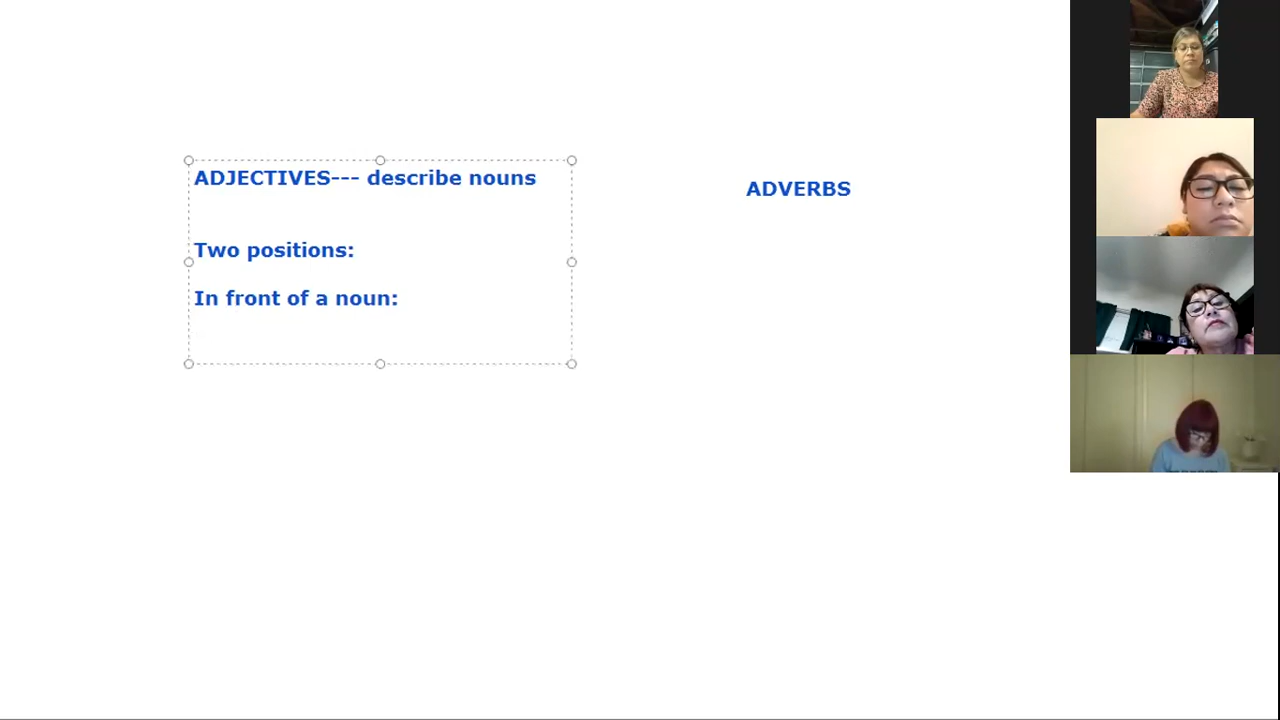 ADJECTIVES--- describe nouns
Two positions:
In front of a noun:
ADVERBS